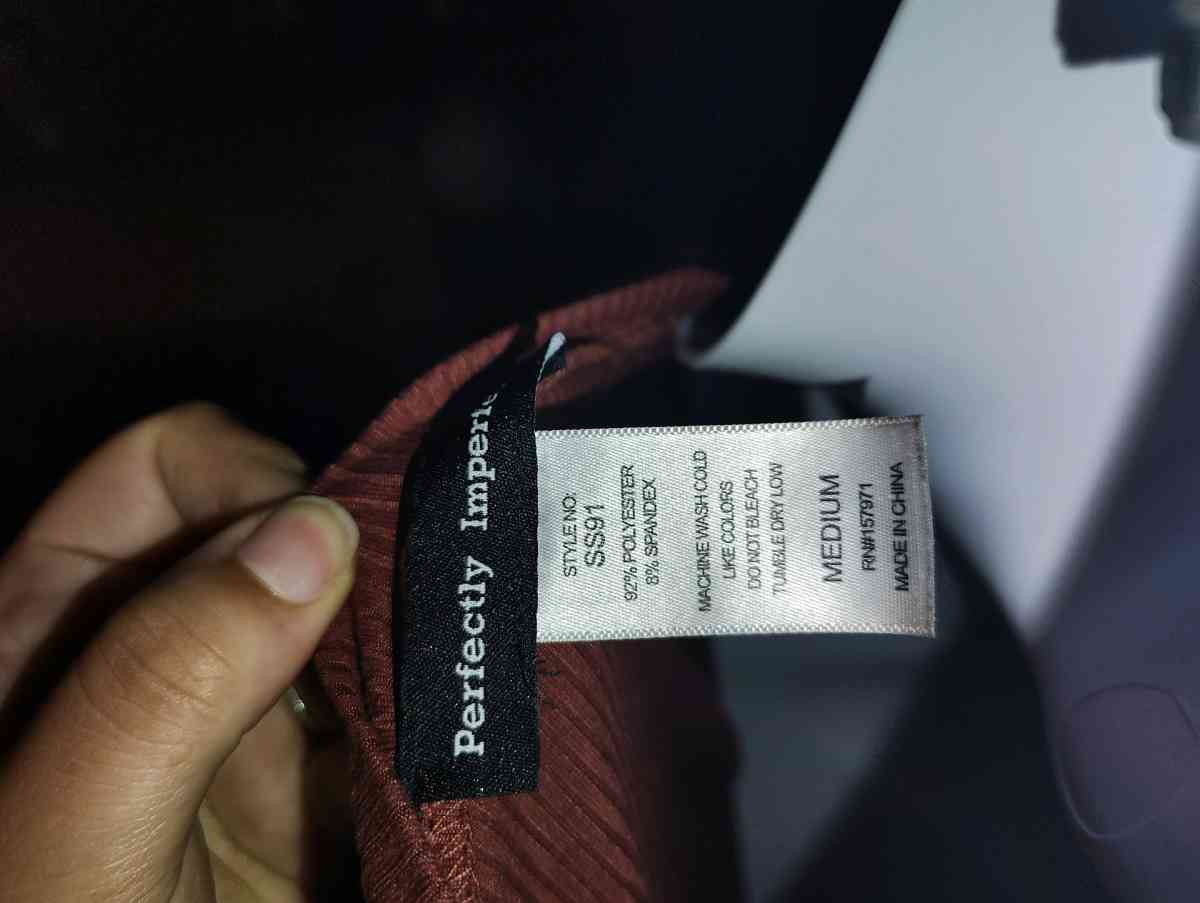 Perfectly
STYLE NO:
SS91
92% POLYESTER
8% SPANDEX
MACHINE WASH COLD
LIKE COLORS
DO NOT BLEACH
TUMGLE DRY LOW
MEDIUM
RN#157971
MADE IN CHINA